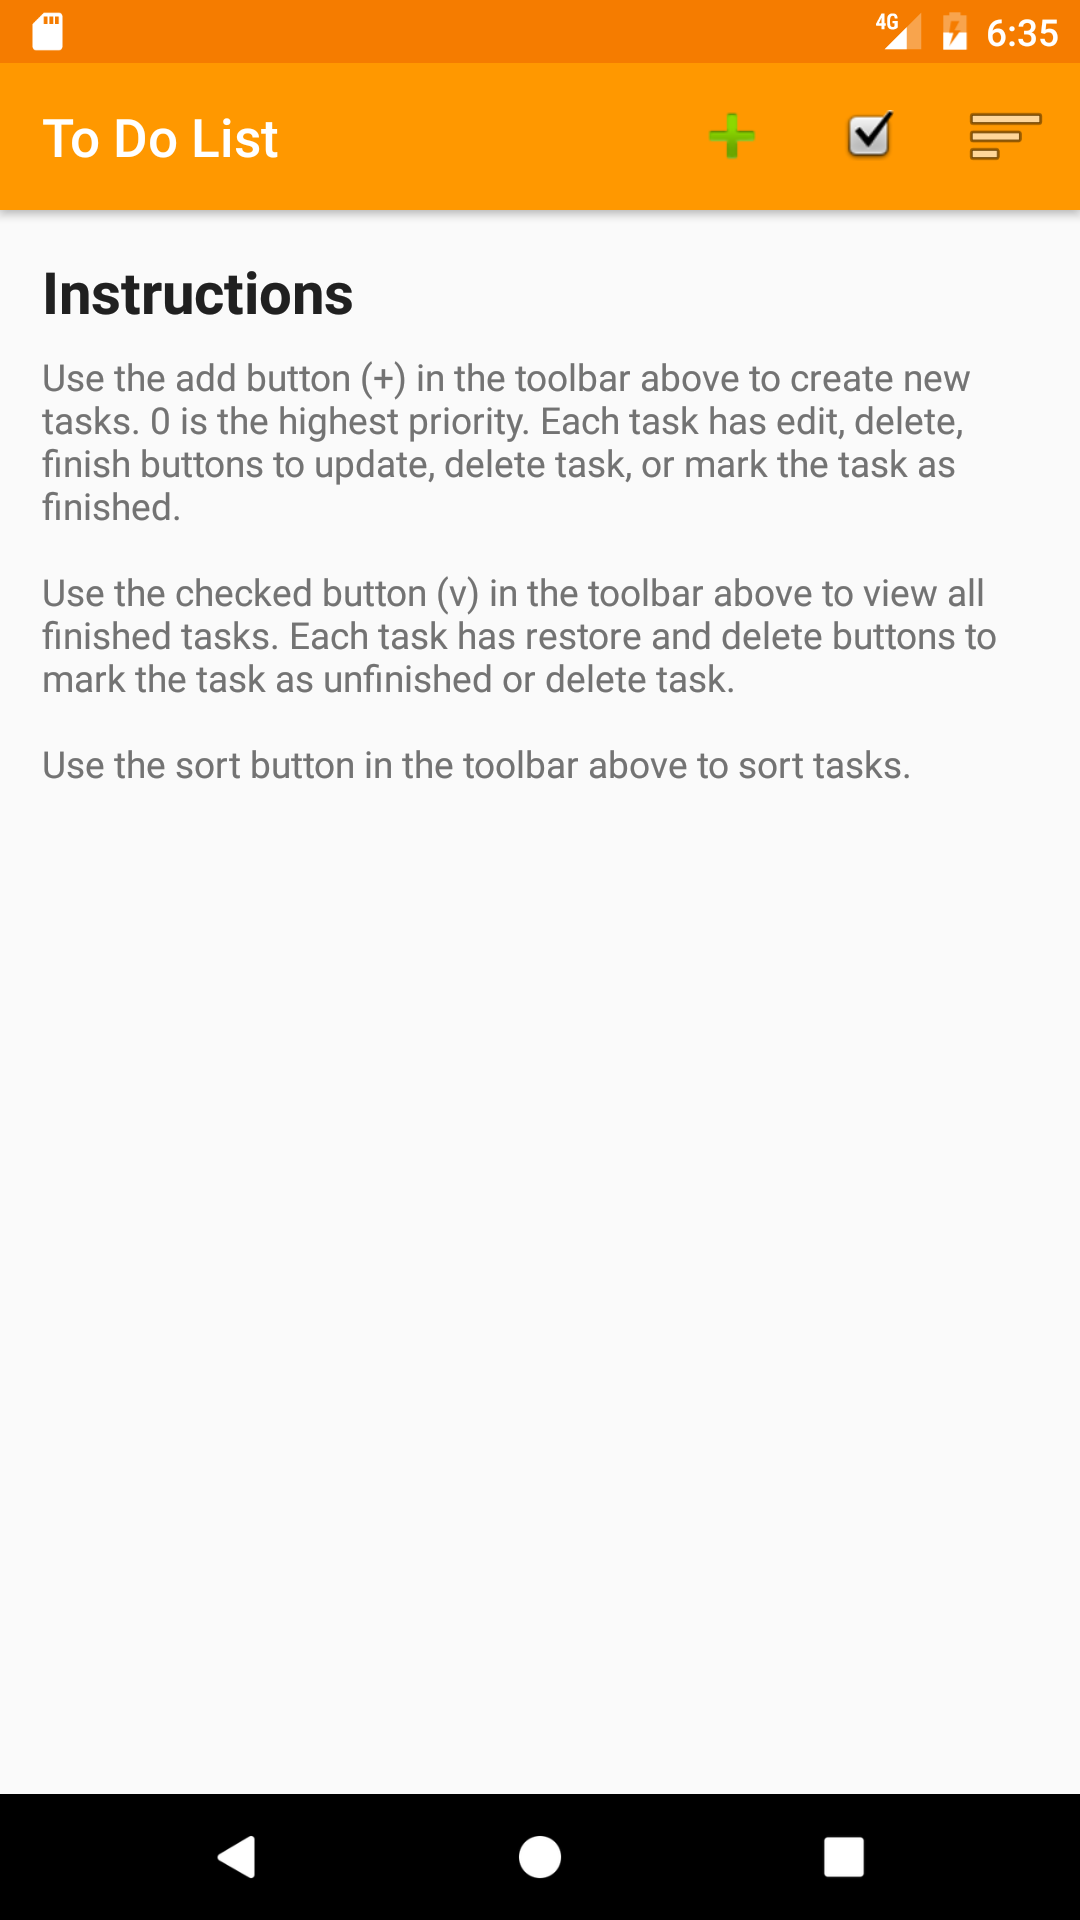 4G 6:35
To Do List
Instructions
Use the add button (+) in the toolbar above to create new
tasks. 0 is the highest priority. Each task has edit, delete,
finish buttons to update, delete task, or mark the task as
finished.
Use the checked button (v) in the toolbar above to view all
finished tasks. Each task has restore and delete buttons to
mark the task as unfinished or delete task.
Use the sort button in the toolbar above to sort tasks.